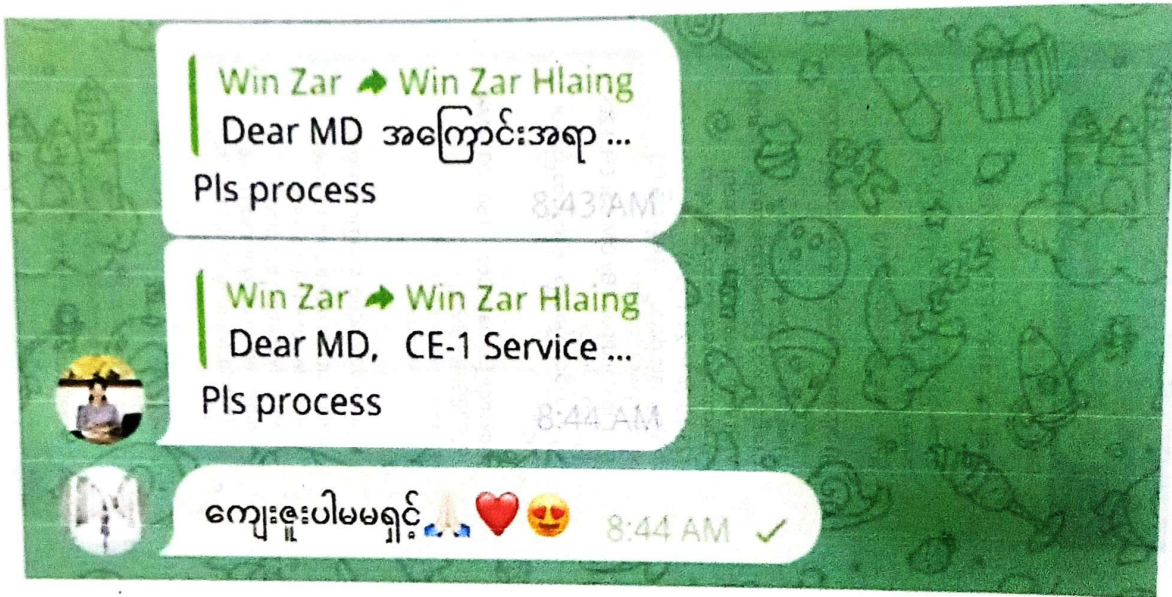 Win Zar Win Zar Hlaing
Dear MD အကြောင်းအရာ ...
Pls process
8:43 AM
Win Zar Win Zar Hlaing
Dear MD, CE-1 Service ...
Pls process
8:44 AM
ကျေးဇူးပါမမရှင့်🙏🏻❤️😍 8:44 AM ✓